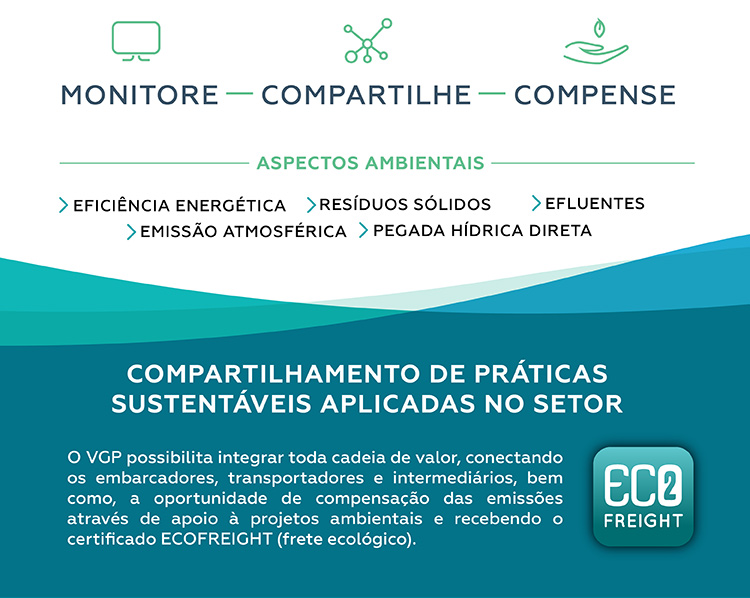 MONITORE — COMPARTILHE — COMPENSE
ASPECTOS AMBIENTAIS
EFICIÊNCIA ENERGÉTICA RESÍDUOS SÓLIDOS EFLUENTES
EMISSÃO ATMOSFÉRICA PEGADA HÍDRICA DIRETA
COMPARTILHAMENTO DE PRÁTICAS
SUSTENTÁVEIS APLICADAS NO SETOR
O VGP possibilita integrar toda cadeia de valor, conectando
os embarcadores, transportadores e intermediários, bem
como, a oportunidade de compensação das emissões
através de apoio à projetos ambientais e recebendo o
certificado ECOFREIGHT (frete ecológico).
ECO2
FREIGHT